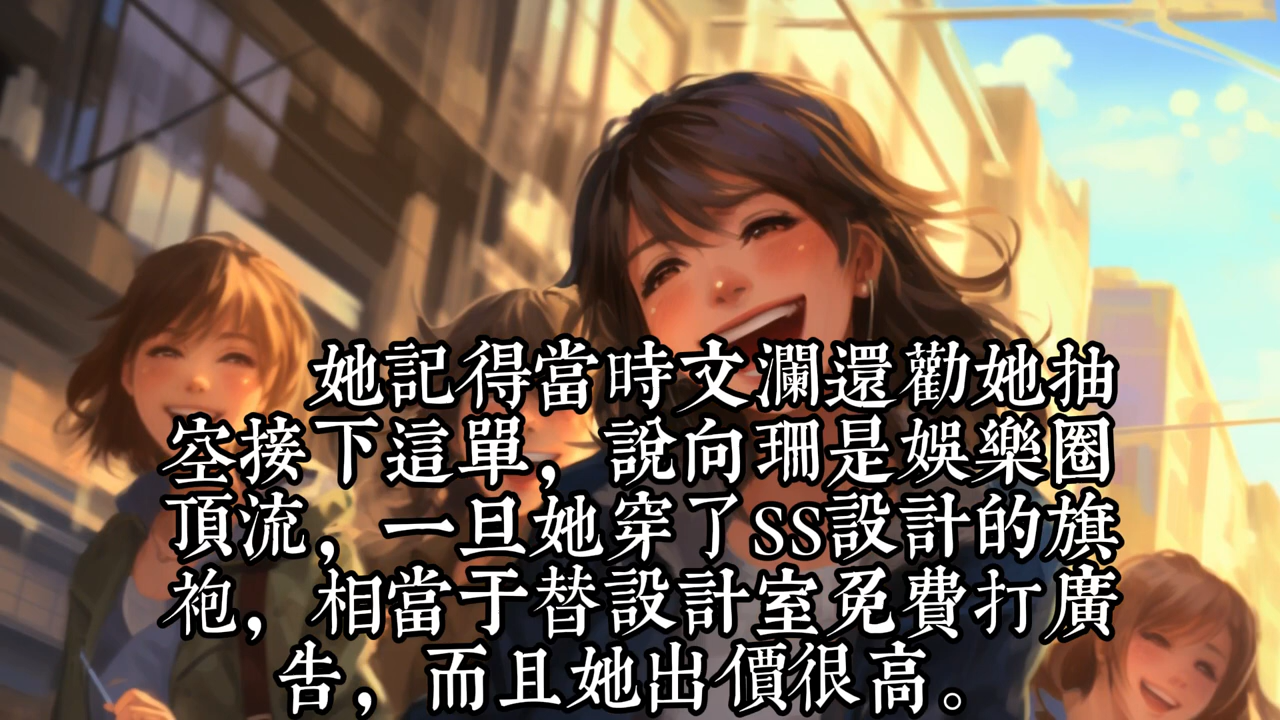 她記得當時文瀾還勸她抽
空接下這單，說向珊是娛樂圈
頂流，一旦她穿了SS設計的旗
袍，相當于替設計室免費打廣
告，而且她出價很高。